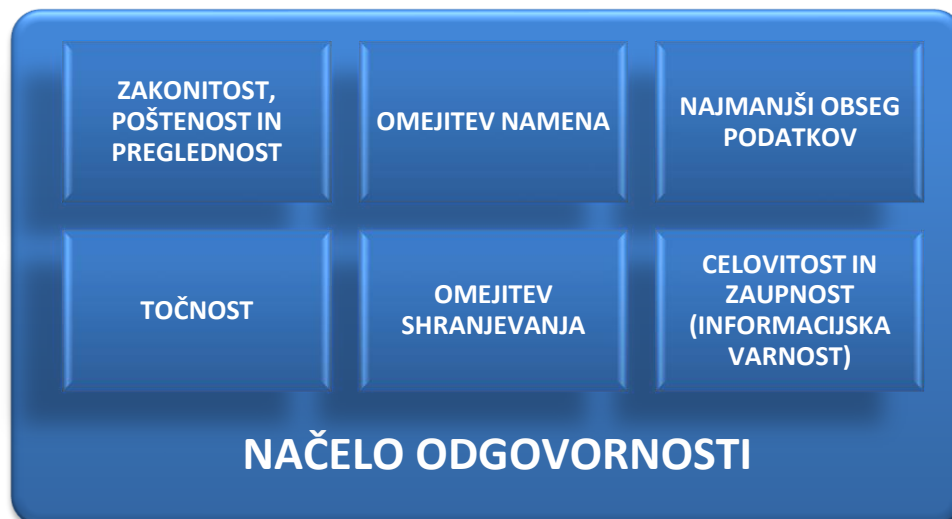 ZAKONITOST,
POŠTENOST IN
PREGLEDNOST
OMEJITEV NAMENA
NAJMANJŠI OBSEG
PODATKOV
TOČNOST
OMEJITEV
SHRANJEVANJA
CELOVITOST IN
ZAUPNOST
(INFORMACIJSKA
VARNOST)
NAČELO ODGOVORNOSTI